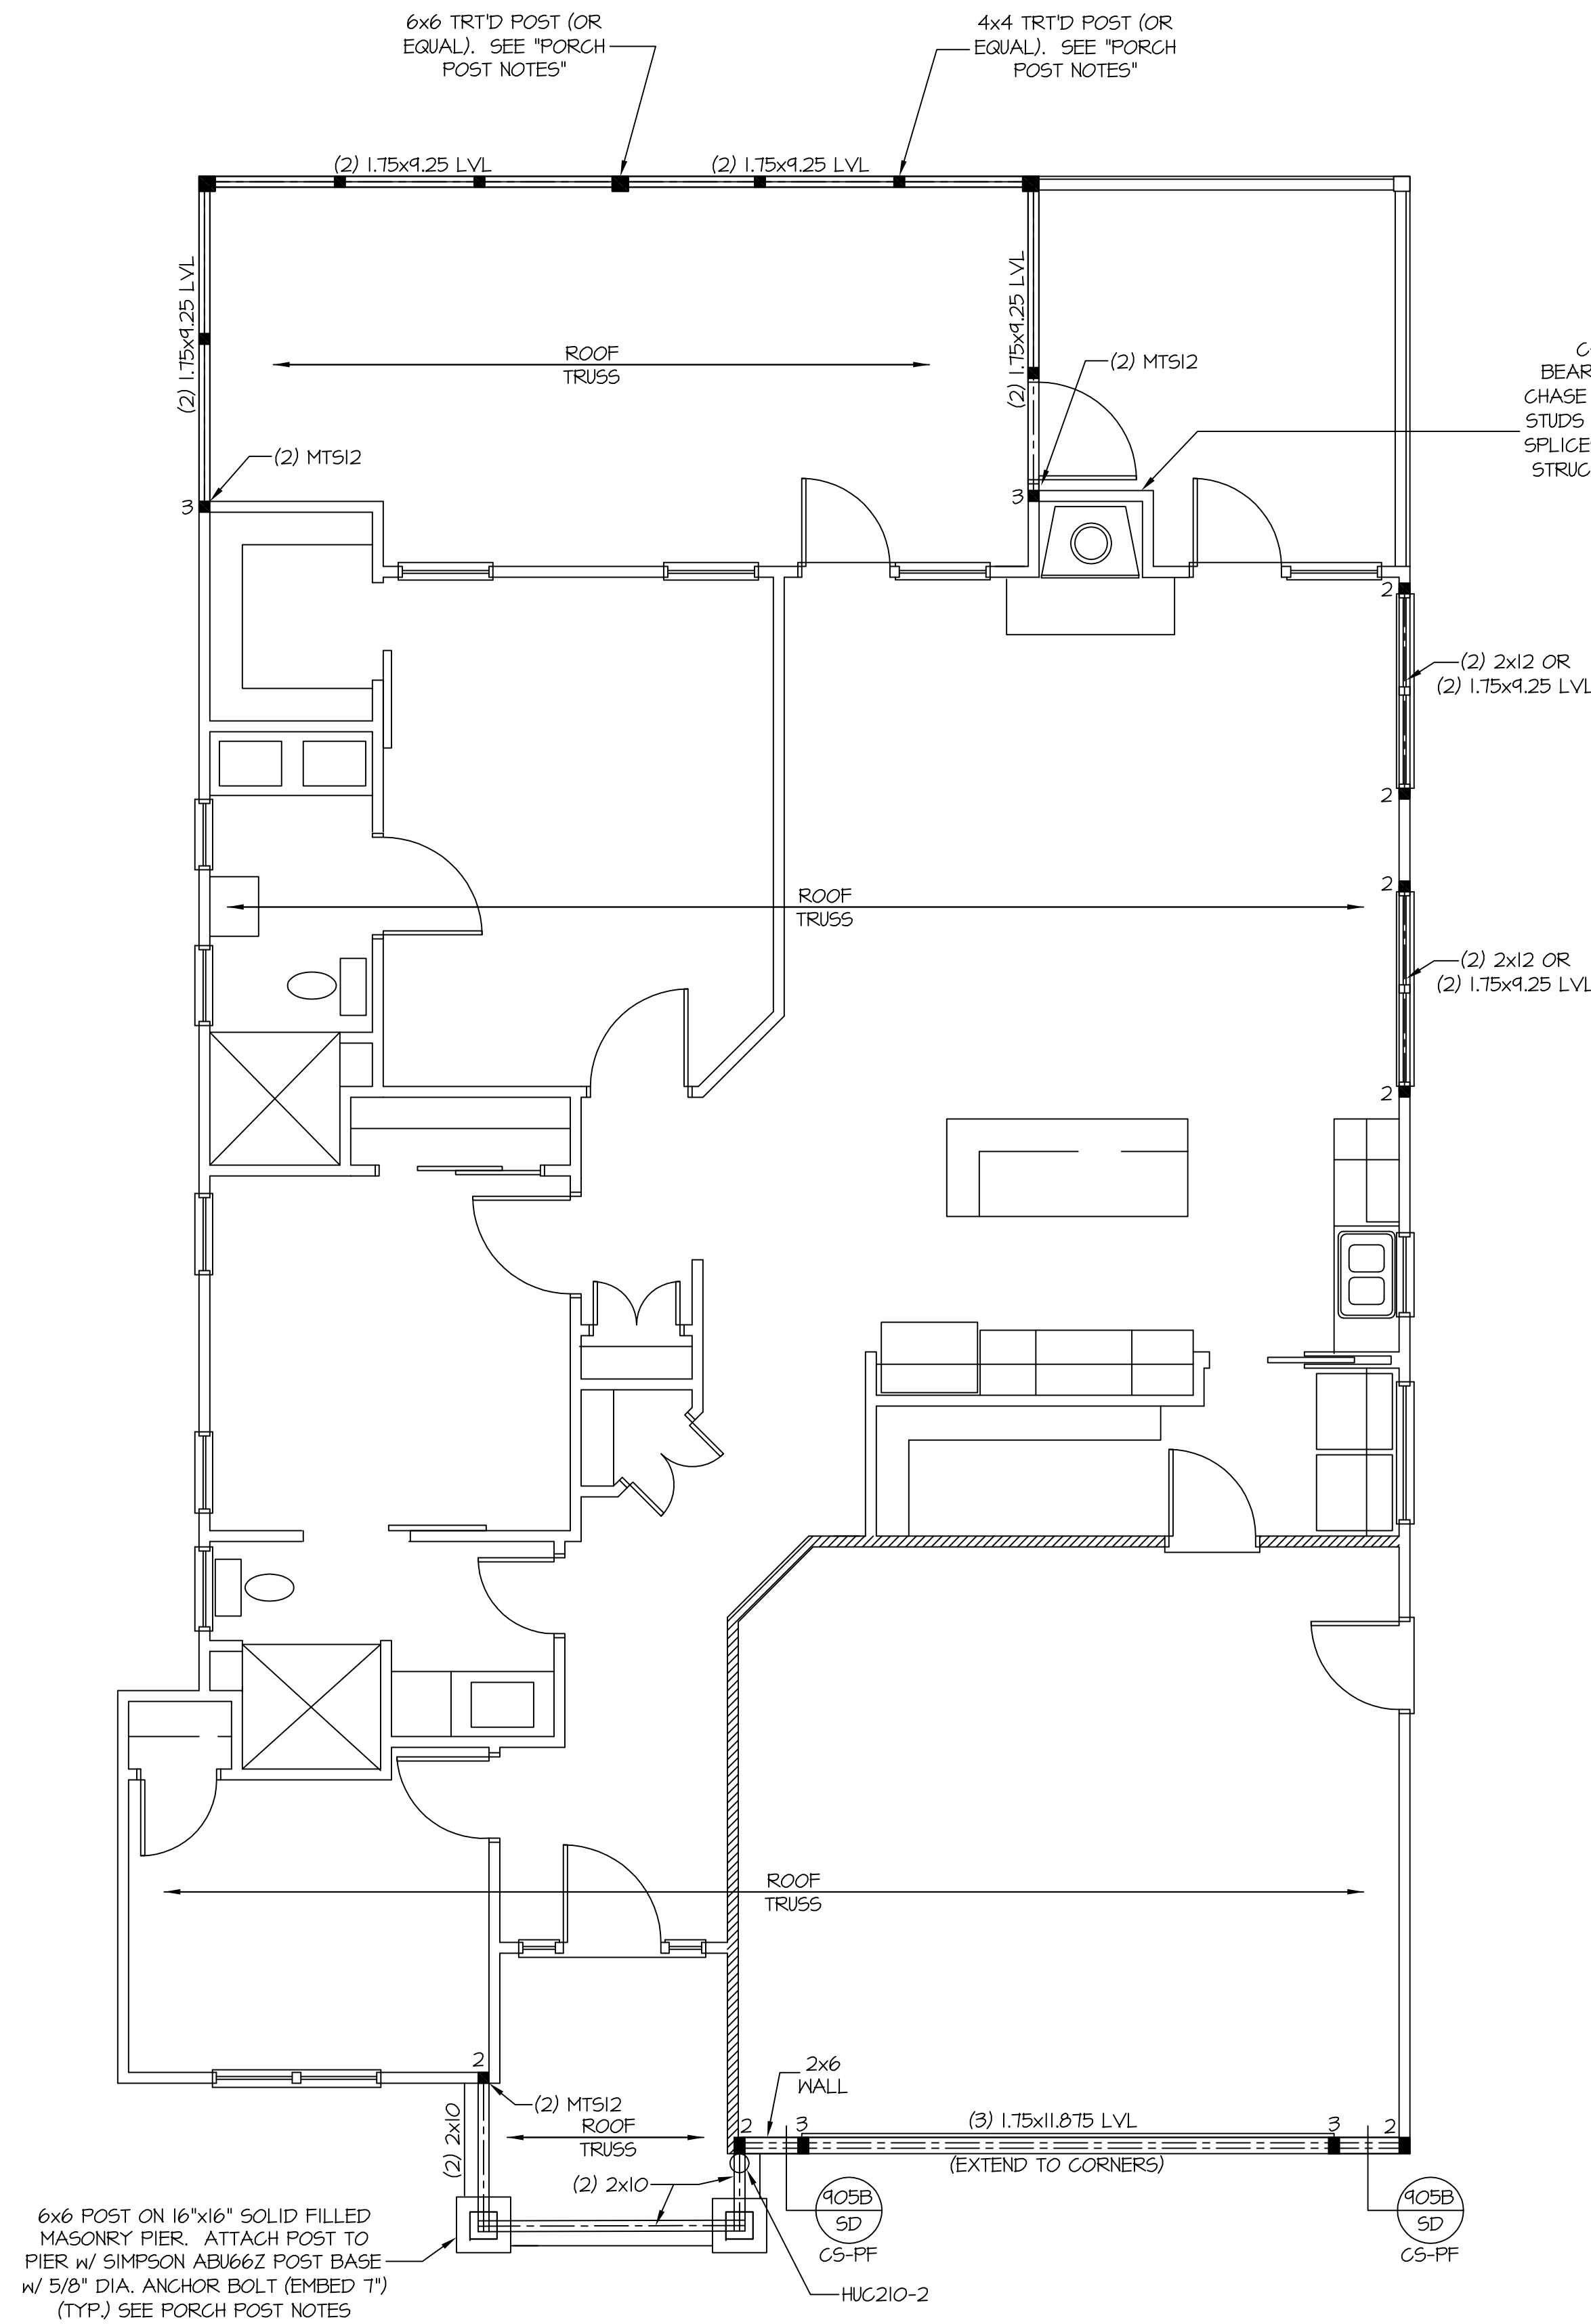 6x6 TRT'D POST (OR
EQUAL). SEE "PORCH
POST NOTES"
4x4 TRT'D POST (OR
EQUAL). SEE "PORCH
POST NOTES"
(2) 1.75x9.25 LVL
(2) 1.75x9.25 LVL
(2) 1.75x9.25 LVL
(2) 1.75x9.25 LVL
ROOF
TRUSS
(2) MTS12
BEAR
CHASE
STUDS
SPLICE
STRUC
(2) MTS12
3
3
2
(2) 2x12 OR
(2) 1.75x9.25 LVL
2
2
ROOF
TRUSS
(2) 2x12 OR
(2) 1.75x9.25 LVL
2
ROOF
TRUSS
2
(2) MTS12
(2) 2x10
ROOF
TRUSS
2x6
WALL
2
3
(3) 1.75x11.875 LVL
3
2
(EXTEND TO CORNERS)
(2) 2x10
905B
SD
CS-PF
905B
SD
CS-PF
HUC210-2
6x6 POST ON 16"x16" SOLID FILLED
MASONRY PIER. ATTACH POST TO
PIER w/ SIMPSON ABU66Z POST BASE
w/ 5/8" DIA. ANCHOR BOLT (EMBED 7")
(TYP.) SEE PORCH POST NOTES